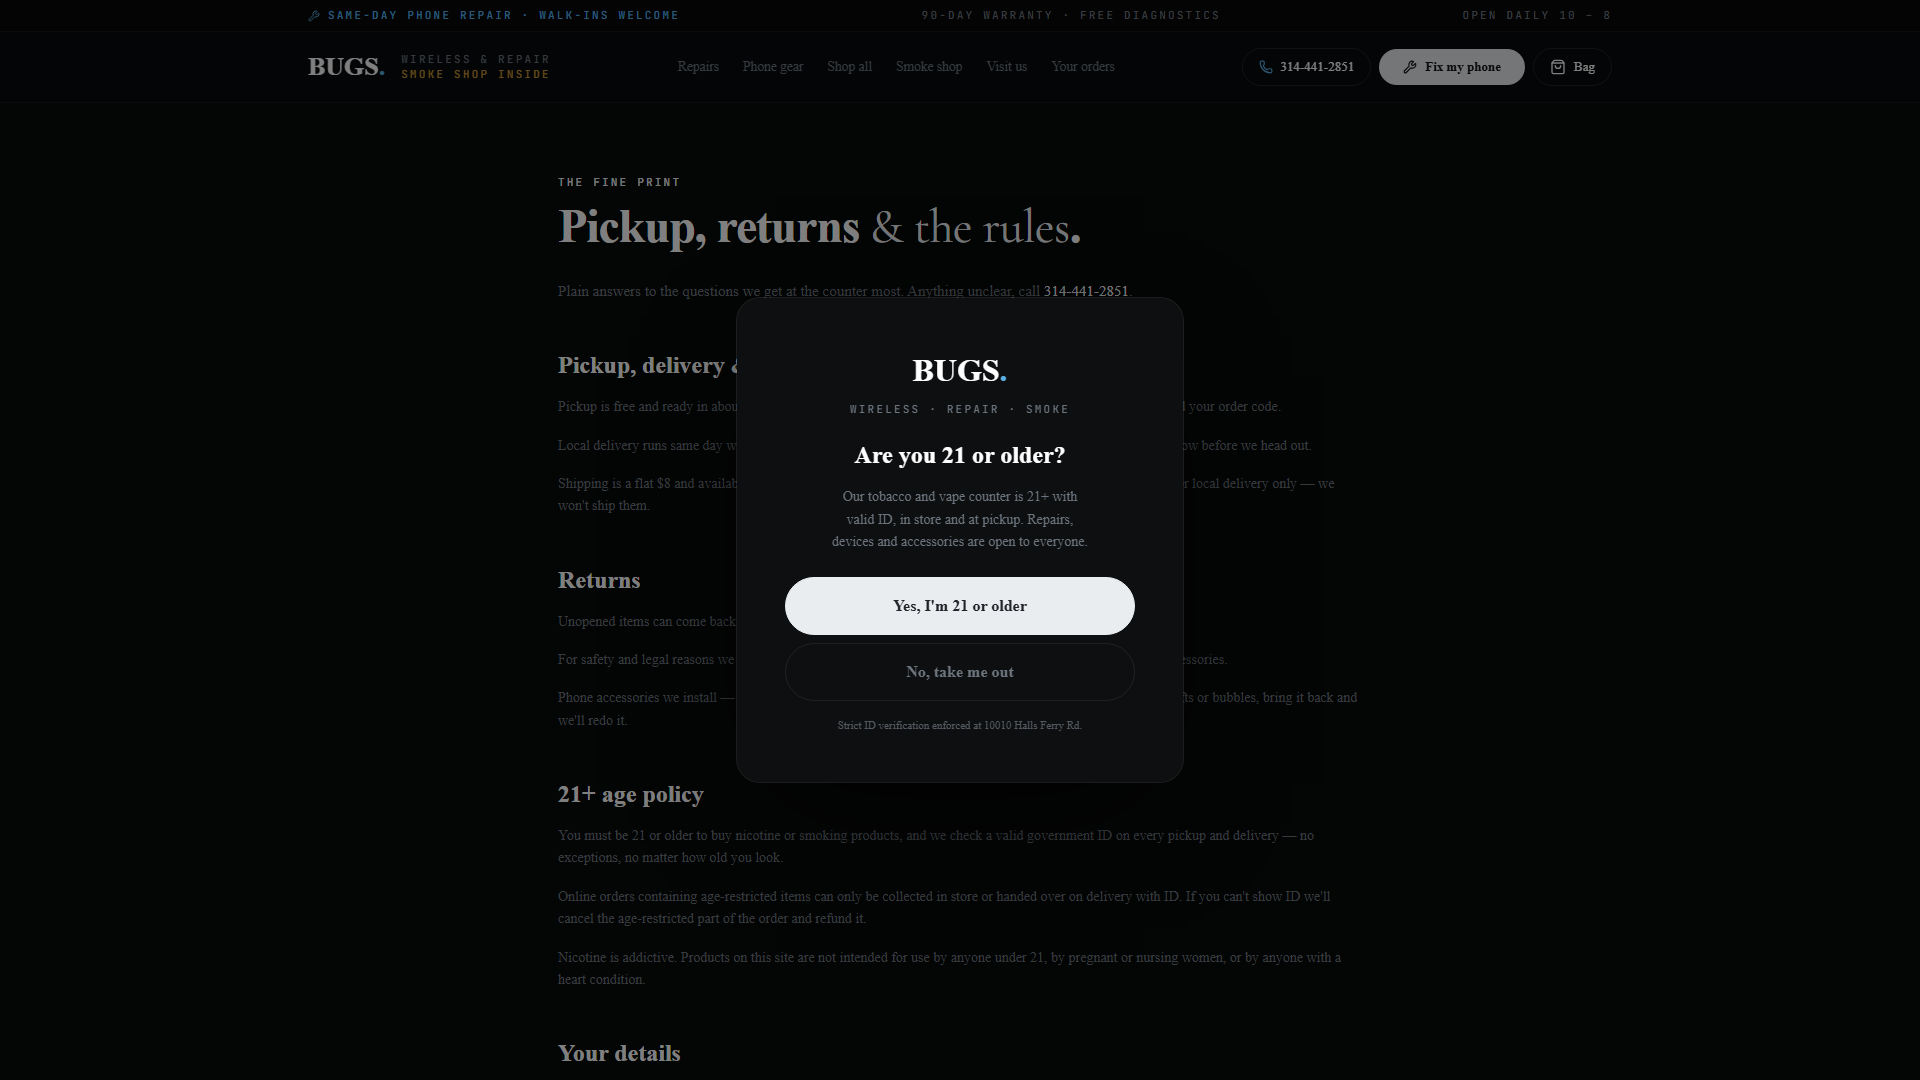 SAME-DAY PHONE REPAIR · WALK-INS WELCOME
90-DAY WARRANTY · FREE DIAGNOSTICS
OPEN DAILY 10 – 8
BUGS.
WIRELESS & REPAIR
SMOKE SHOP INSIDE
Repairs
Phone gear
Shop all
Smoke shop
Visit us
Your orders
314-441-2851
Fix my phone
Bag
THE FINE PRINT
Pickup, returns & the rules.
Plain answers to the questions we get at the counter most. Anything unclear, call 314-441-2851.
Pickup, delivery &
Pickup is free and ready in abou
your order code.
Local delivery runs same day w
ow before we head out.
Shipping is a flat $8 and availab
r local delivery only — we
won't ship them.
Returns
Unopened items can come back
For safety and legal reasons we
essories.
Phone accessories we install —
fts or bubbles, bring it back and
we'll redo it.
BUGS.
WIRELESS · REPAIR · SMOKE
Are you 21 or older?
Our tobacco and vape counter is 21+ with
valid ID, in store and at pickup. Repairs,
devices and accessories are open to everyone.
Yes, I'm 21 or older
No, take me out
Strict ID verification enforced at 10010 Halls Ferry Rd.
21+ age policy
You must be 21 or older to buy nicotine or smoking products, and we check a valid government ID on every pickup and delivery — no
exceptions, no matter how old you look.
Online orders containing age-restricted items can only be collected in store or handed over on delivery with ID. If you can't show ID we'll
cancel the age-restricted part of the order and refund it.
Nicotine is addictive. Products on this site are not intended for use by anyone under 21, by pregnant or nursing women, or by anyone with a
heart condition.
Your details